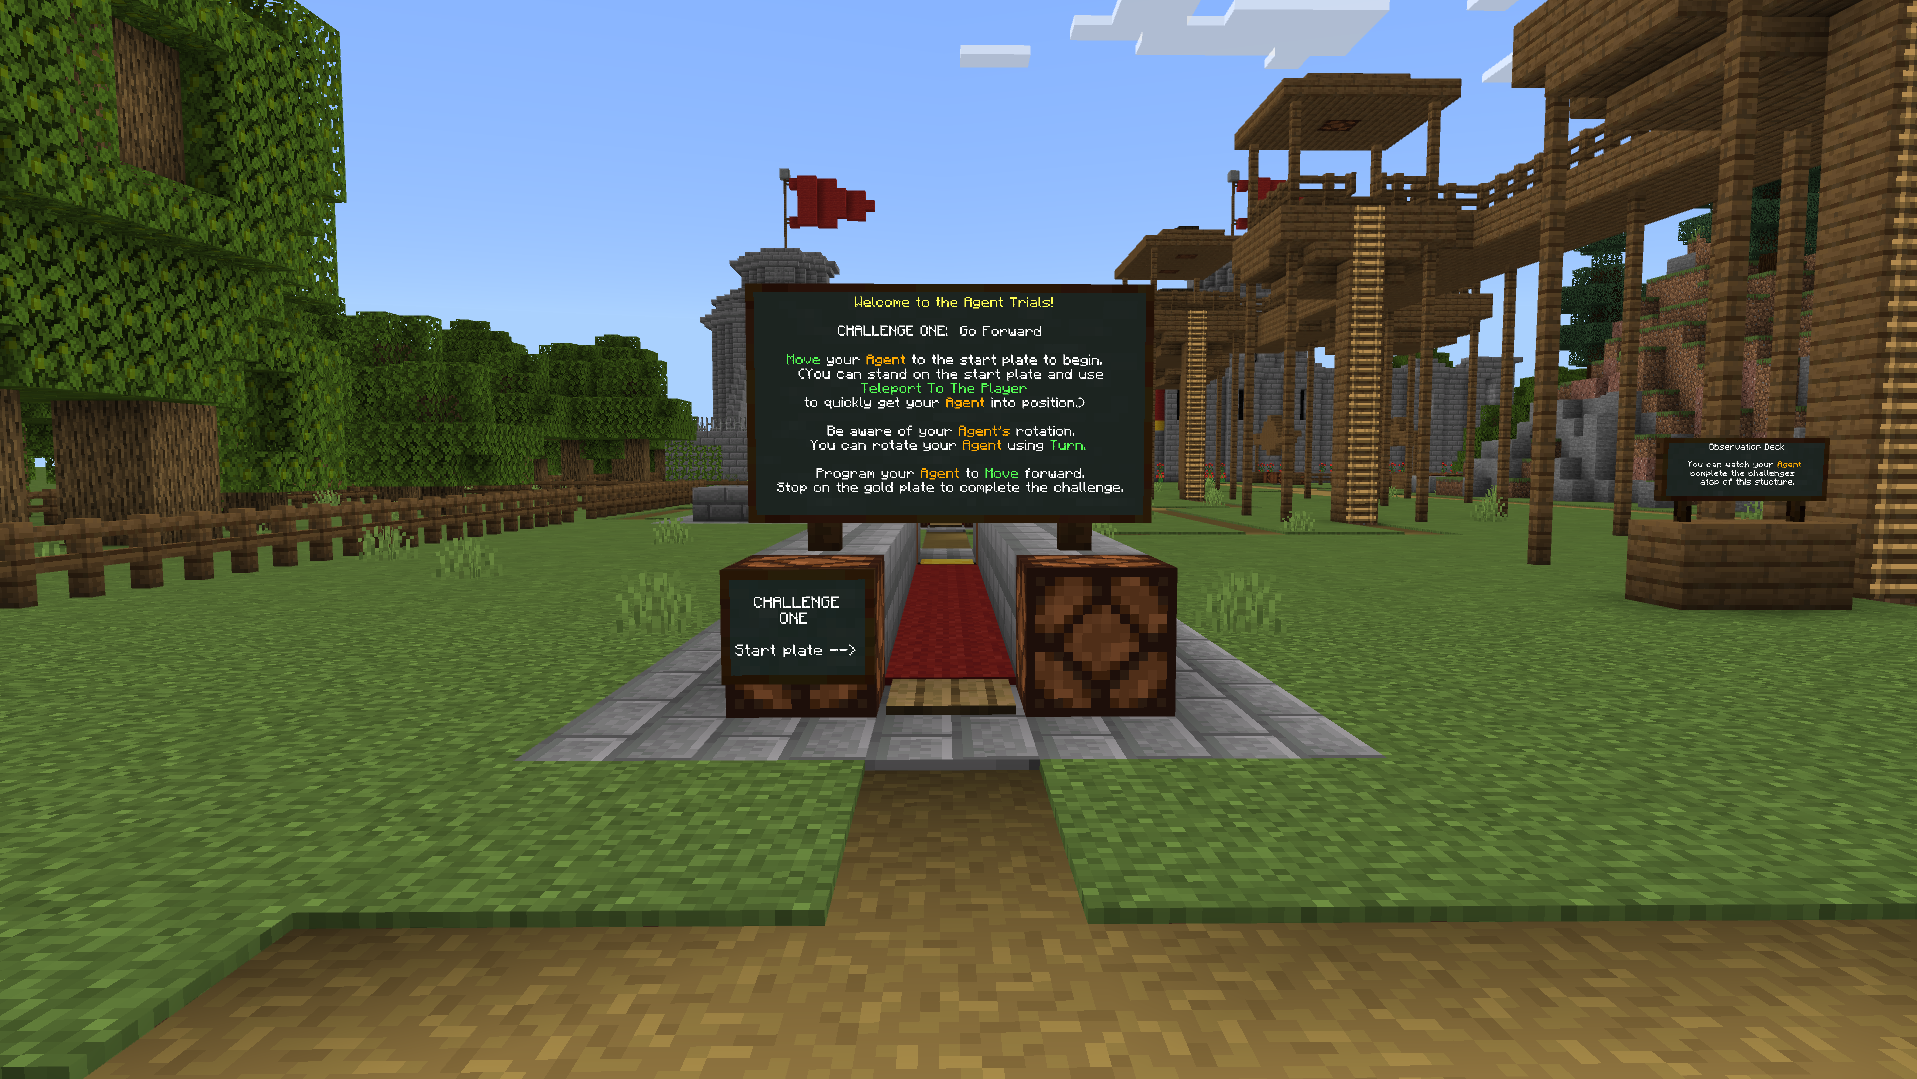 Welcome to the Agent Trials!
CHALLENGE ONE: Go Forward
Move your Agent to the start plate to begin.
(You can stand on the start plate and use
Teleport To The Player
to quickly get your Agent into position.)
Be aware of your Agent's rotation.
You can rotate your Agent using Turn.
Program your Agent to Move forward.
Stop on the gold plate to complete the challenge.
CHALLENGE
ONE
Start plate -->
Observation Deck
You can watch your Agent
complete the challenges
atop of this stucture.